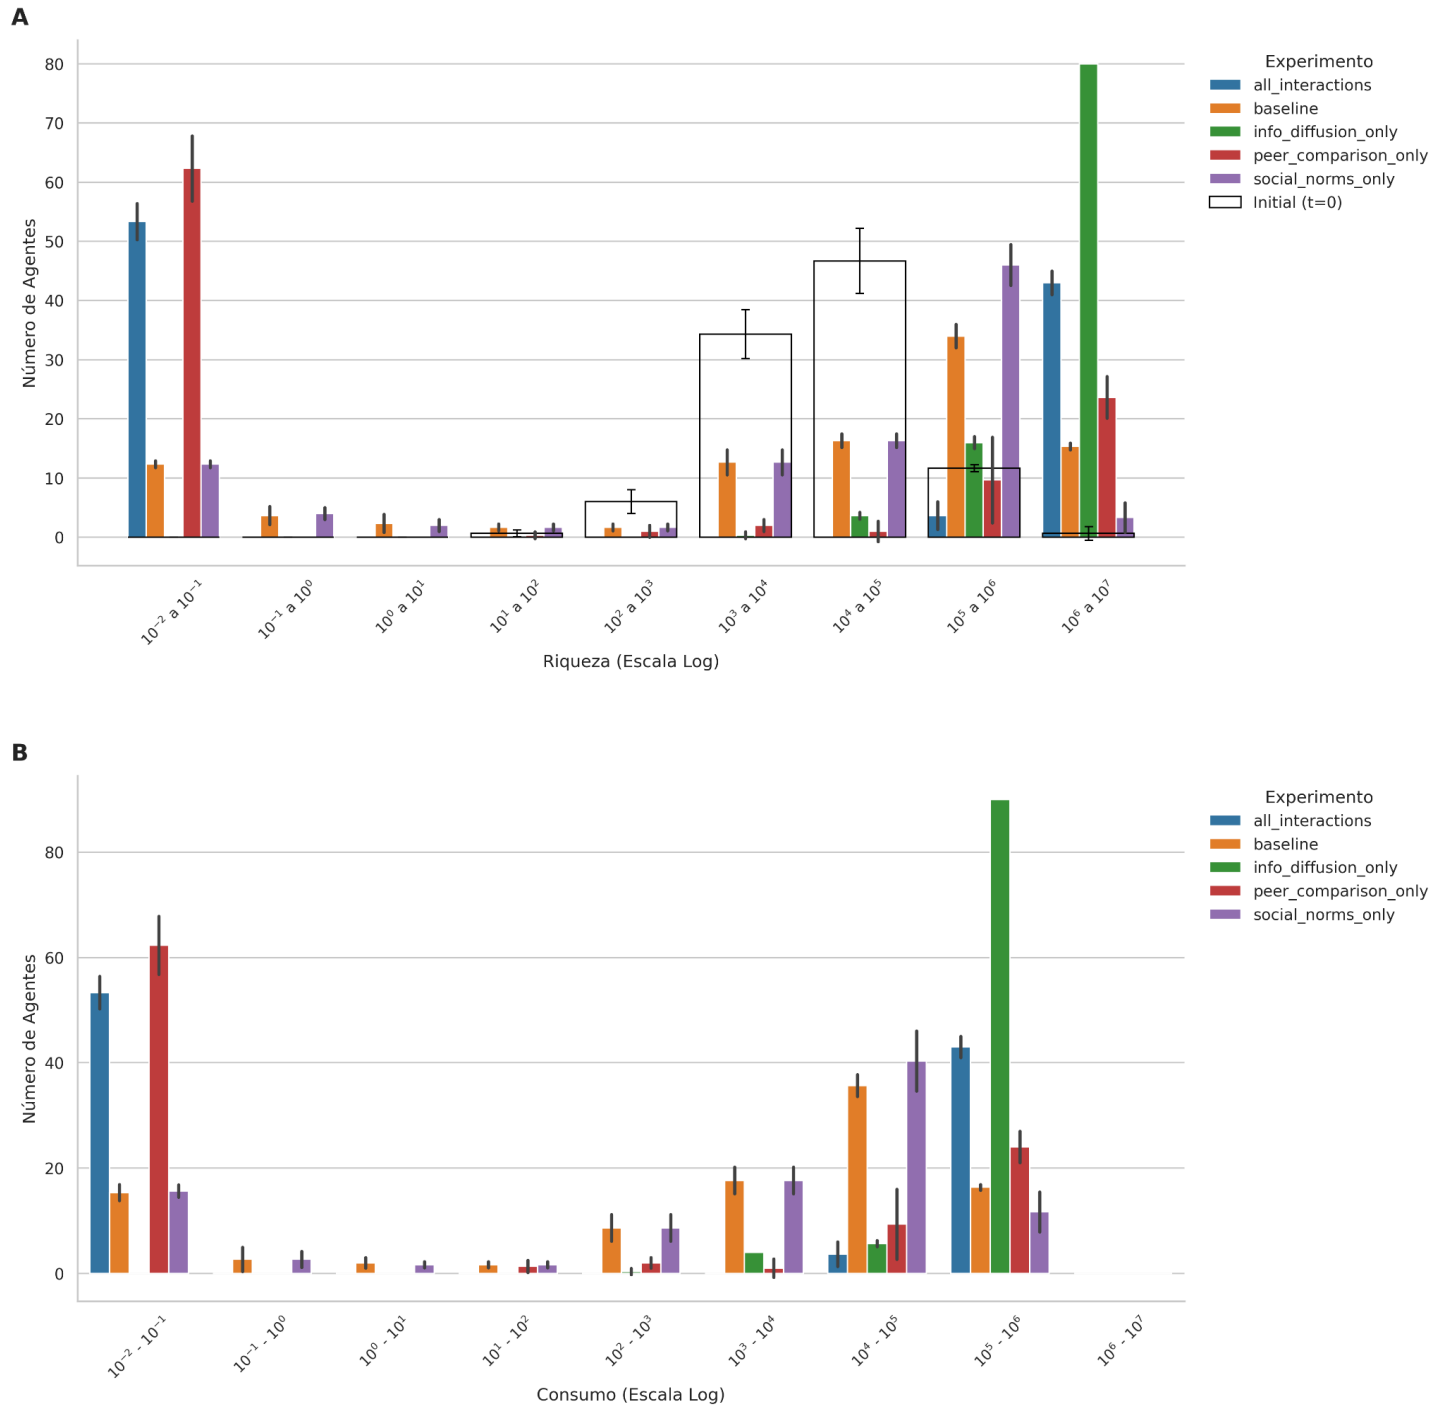 A
80
70
60
50
40
30
20
10
0
Número de Agentes
10⁻² a 10⁻¹
10⁻¹ a 10⁰
10⁰ a 10¹
10¹ a 10²
10² a 10³
10³ a 10⁴
10⁴ a 10⁵
10⁵ a 10⁶
10⁶ a 10⁷
Riqueza (Escala Log)
Experimento
all_interactions
baseline
info_diffusion_only
peer_comparison_only
social_norms_only
Initial (t=0)
B
80
60
40
20
0
Número de Agentes
10⁻² - 10⁻¹
10⁻¹ - 10⁰
10⁰ - 10¹
10¹ - 10²
10² - 10³
10³ - 10⁴
10⁴ - 10⁵
10⁵ - 10⁶
10⁶ - 10⁷
Consumo (Escala Log)
Experimento
all_interactions
baseline
info_diffusion_only
peer_comparison_only
social_norms_only